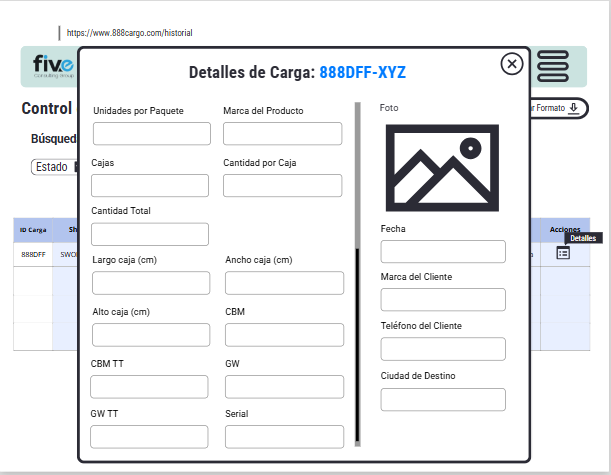 https://www.888cargo.com/historial
five
Consulting Group
Detalles de Carga: 888DFF-XYZ
Control
Formato
Búsqued
Estado
Unidades por Paquete
Marca del Producto
Foto
Cajas
Cantidad por Caja
Cantidad Total
ID Carga
Sh
Acciones
Detalles
888DFF
SWO
Fecha
Largo caja (cm)
Ancho caja (cm)
Marca del Cliente
Alto caja (cm)
CBM
Teléfono del Cliente
CBM TT
GW
Ciudad de Destino
GW TT
Serial